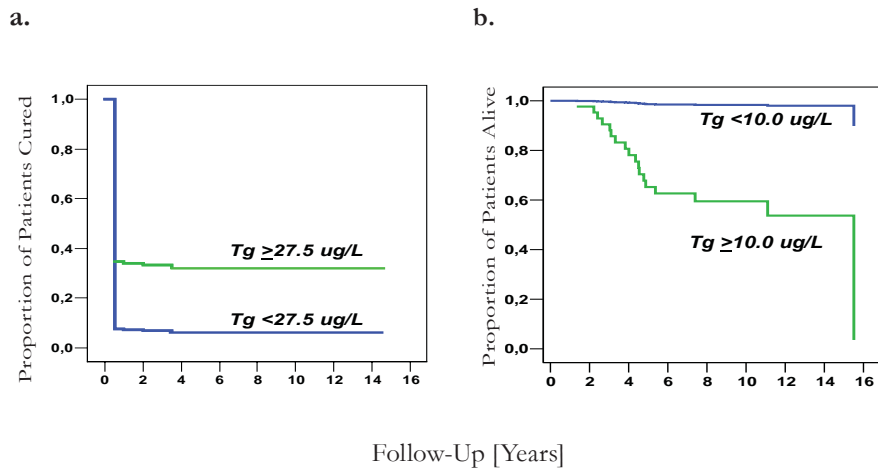 a.
b.
Proportion of Patients Cured
1,0
0,8
0,6
0,4
0,2
0,0
Tg ≥27.5 ug/L
Tg <27.5 ug/L
0 2 4 6 8 10 12 14 16
Proportion of Patients Alive
1,0
0,8
0,6
0,4
0,2
0,0
Tg <10.0 ug/L
Tg ≥10.0 ug/L
0 2 4 6 8 10 12 14 16
Follow-Up [Years]